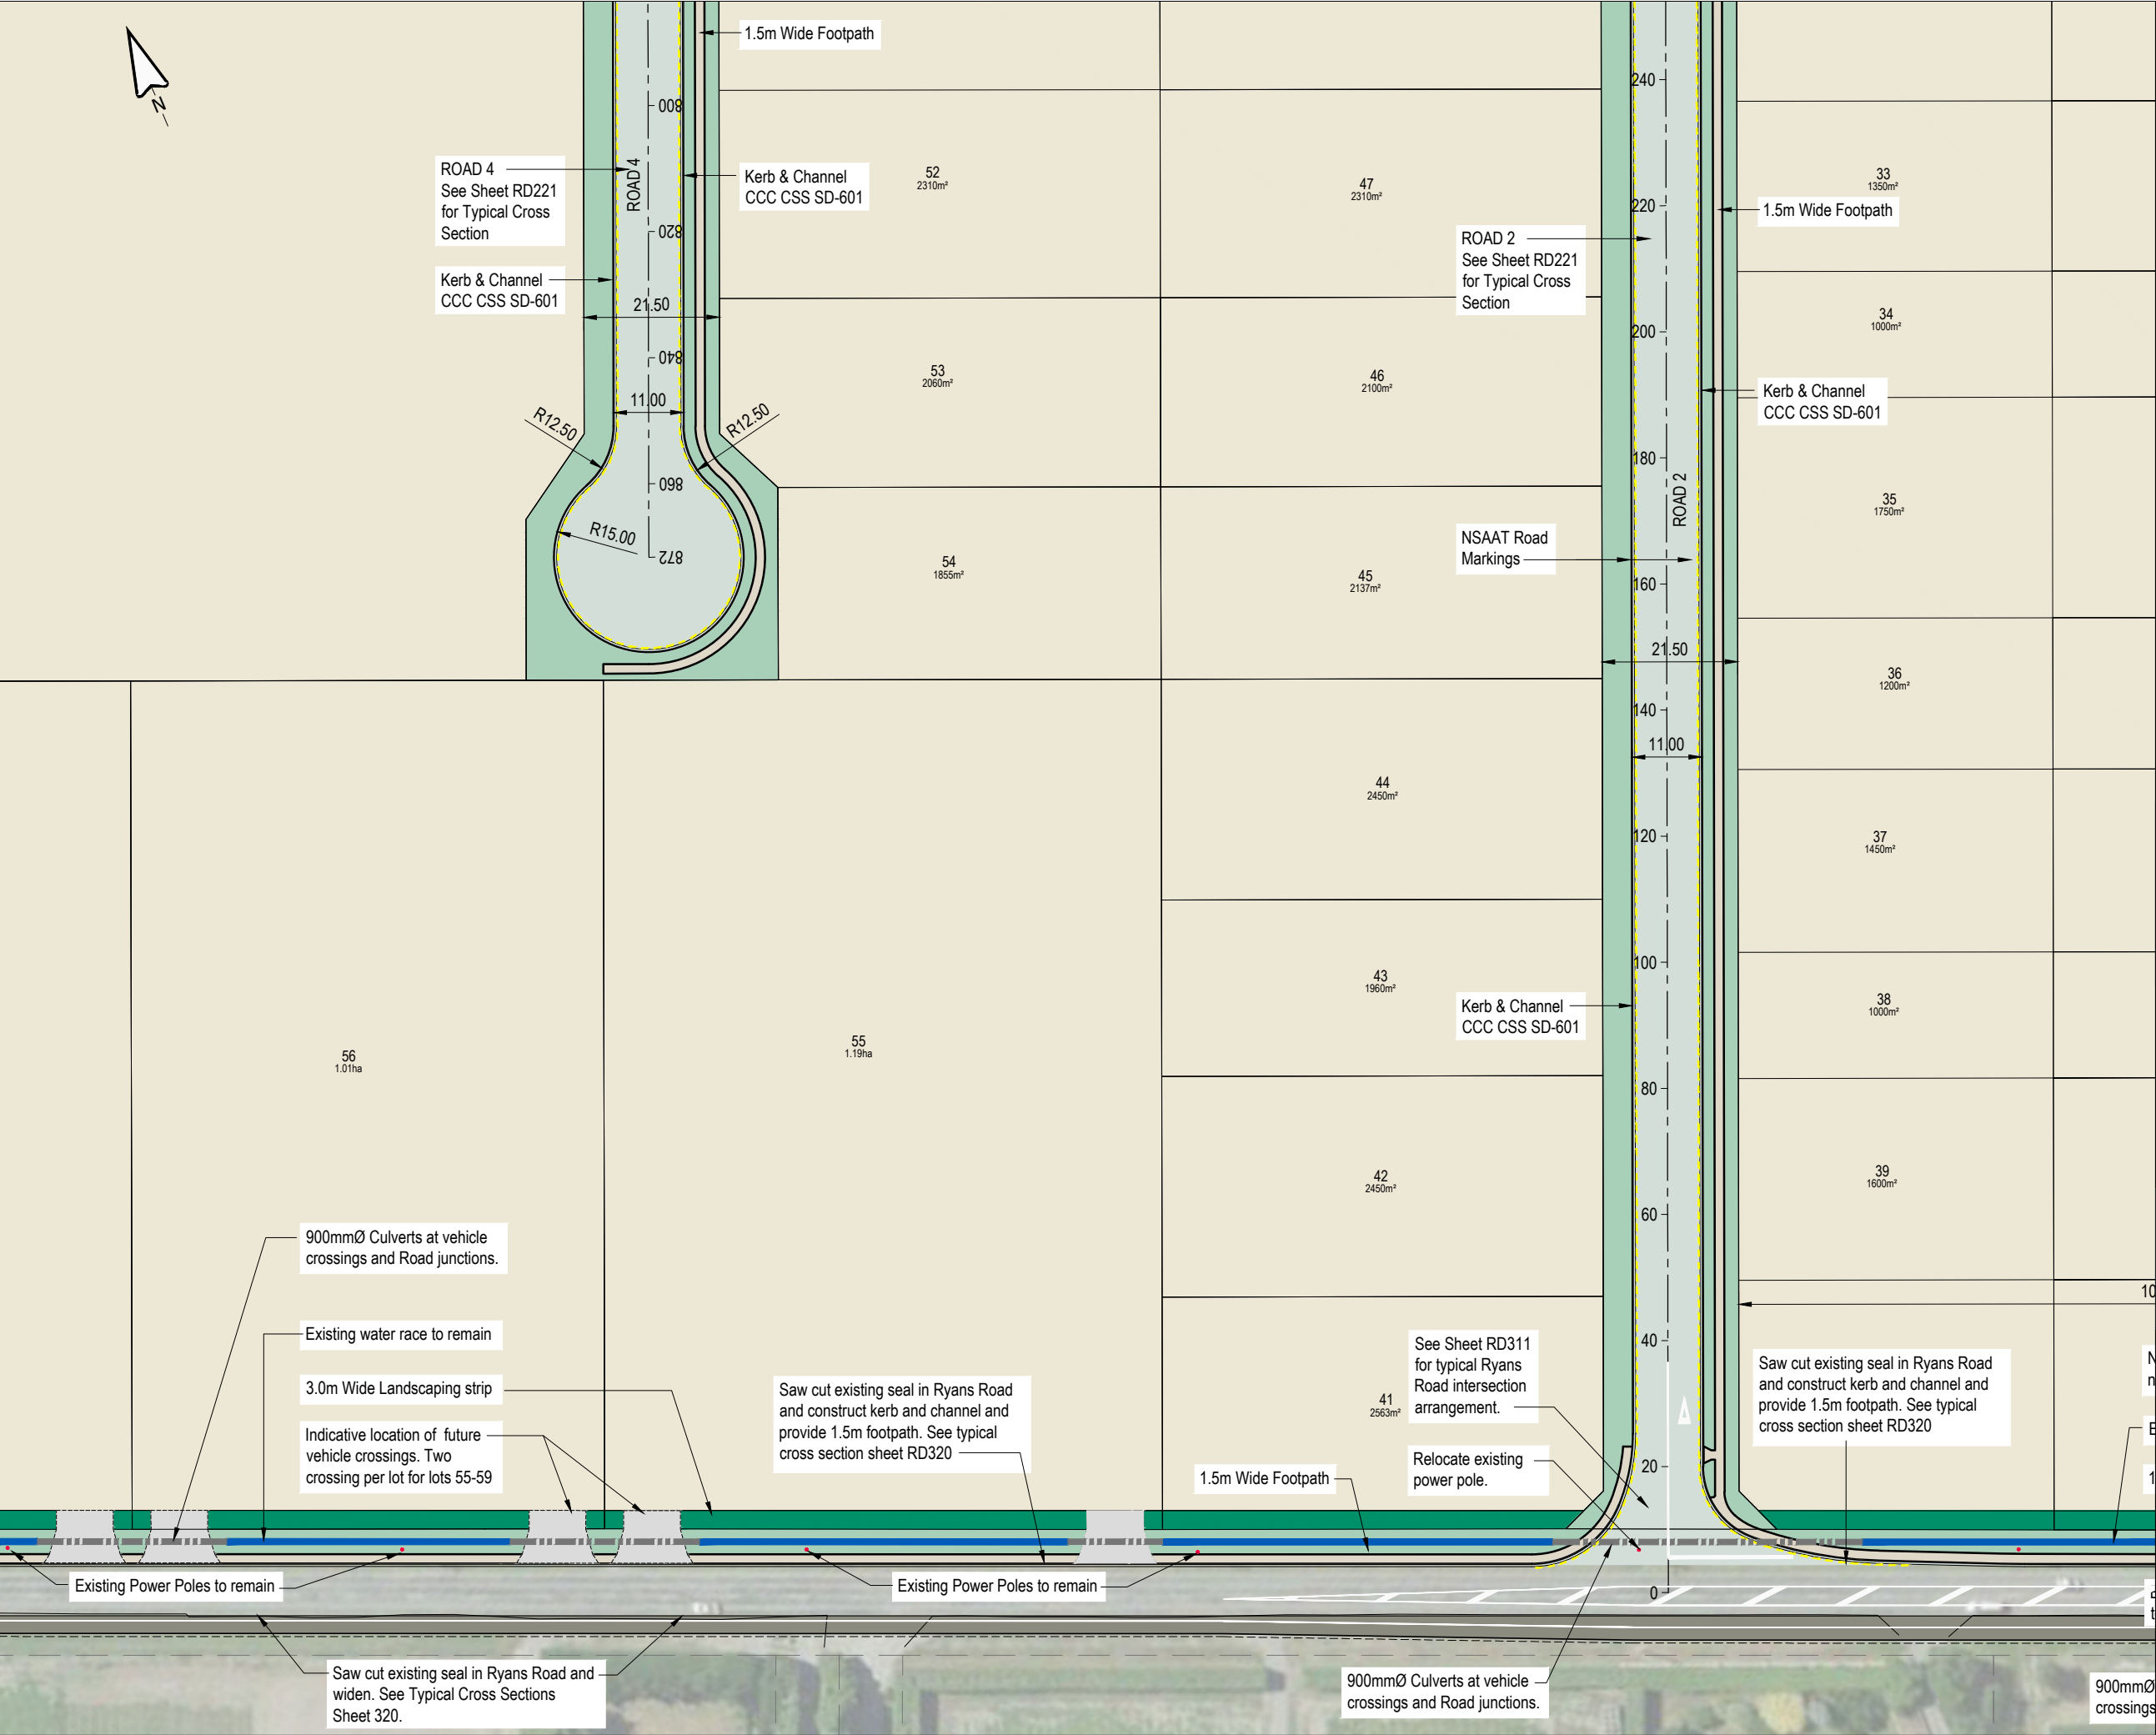 1.5m Wide Footpath
N
800
820
840
860
872
ROAD 4
ROAD 4
See Sheet RD221
for Typical Cross
Section
Kerb & Channel
CCC CSS SD-601
Kerb & Channel
CCC CSS SD-601
21.50
11.00
R12.50
R12.50
R15.00
52
2310m²
47
2310m²
53
2060m²
46
2100m²
54
1855m²
45
2137m²
44
2450m²
43
1960m²
42
2450m²
41
2563m²
56
1.01ha
55
1.19ha
ROAD 2
See Sheet RD221
for Typical Cross
Section
NSAAT Road
Markings
Kerb & Channel
CCC CSS SD-601
240
220
200
180
160
140
120
100
80
60
40
20
0
ROAD 2
21.50
11.00
1.5m Wide Footpath
Kerb & Channel
CCC CSS SD-601
33
1350m²
34
1000m²
35
1750m²
36
1200m²
37
1450m²
38
1000m²
39
1600m²
10
900mmØ Culverts at vehicle
crossings and Road junctions.
Existing water race to remain
3.0m Wide Landscaping strip
Indicative location of future
vehicle crossings. Two
crossing per lot for lots 55-59
Saw cut existing seal in Ryans Road
and construct kerb and channel and
provide 1.5m footpath. See typical
cross section sheet RD320
1.5m Wide Footpath
See Sheet RD311
for typical Ryans
Road intersection
arrangement.
Relocate existing
power pole.
Saw cut existing seal in Ryans Road
and construct kerb and channel and
provide 1.5m footpath. See typical
cross section sheet RD320
Existing Power Poles to remain
Existing Power Poles to remain
Saw cut existing seal in Ryans Road and
widen. See Typical Cross Sections
Sheet 320.
900mmØ Culverts at vehicle
crossings and Road junctions.
900mmØ
crossings